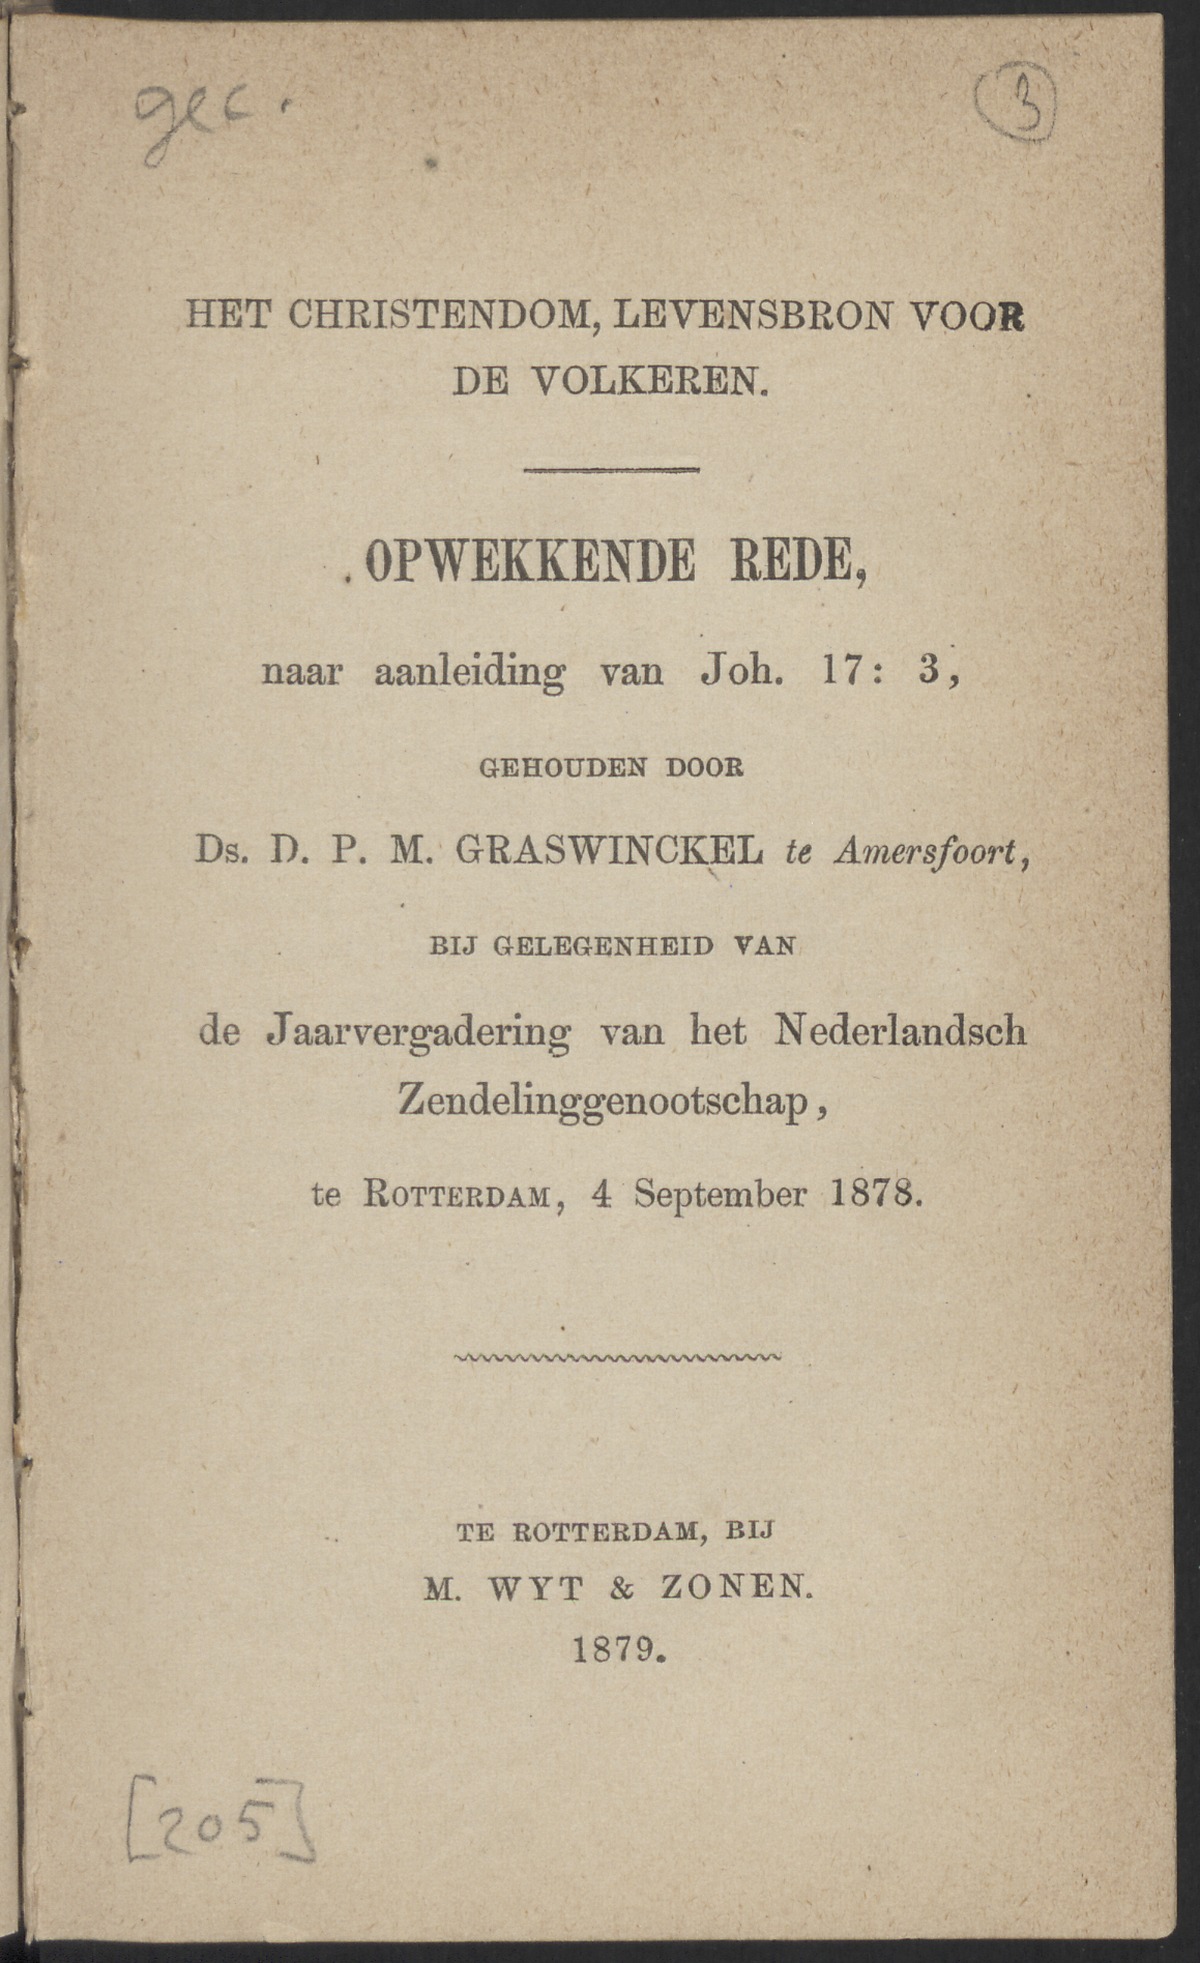 gec.
3
HET CHRISTENDOM, LEVENSBRON VOOR
DE VOLKEREN.
OPWEKKENDE REDE,
naar aanleiding van Joh. 17: 3,
GEHOUDEN DOOR
Ds. D. P. M. GRASWINCKEL te Amersfoort,
BIJ GELEGENHEID VAN
de Jaarvergadering van het Nederlandsch
Zendelinggenootschap,
te ROTTERDAM, 4 September 1878.
TE ROTTERDAM, BIJ
M. WYT & ZONEN.
1879.
[205]